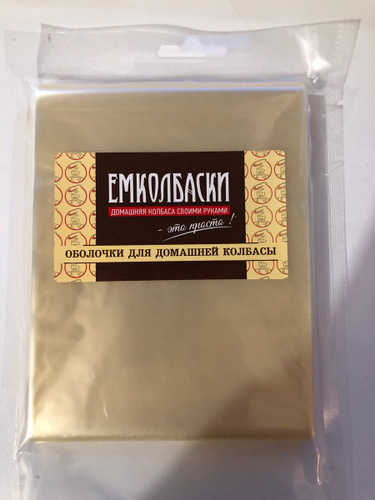 ЕМКОЛБАСКИ
ДОМАШНЯЯ КОЛБАСА СВОИМИ РУКАМИ
- это просто!
ОБОЛОЧКИ ДЛЯ ДОМАШНЕЙ КОЛБАСЫ